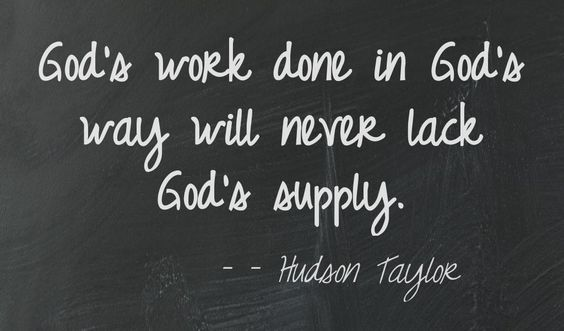 God's work done in God's
way will never lack
God's supply.
- - Hudson Taylor